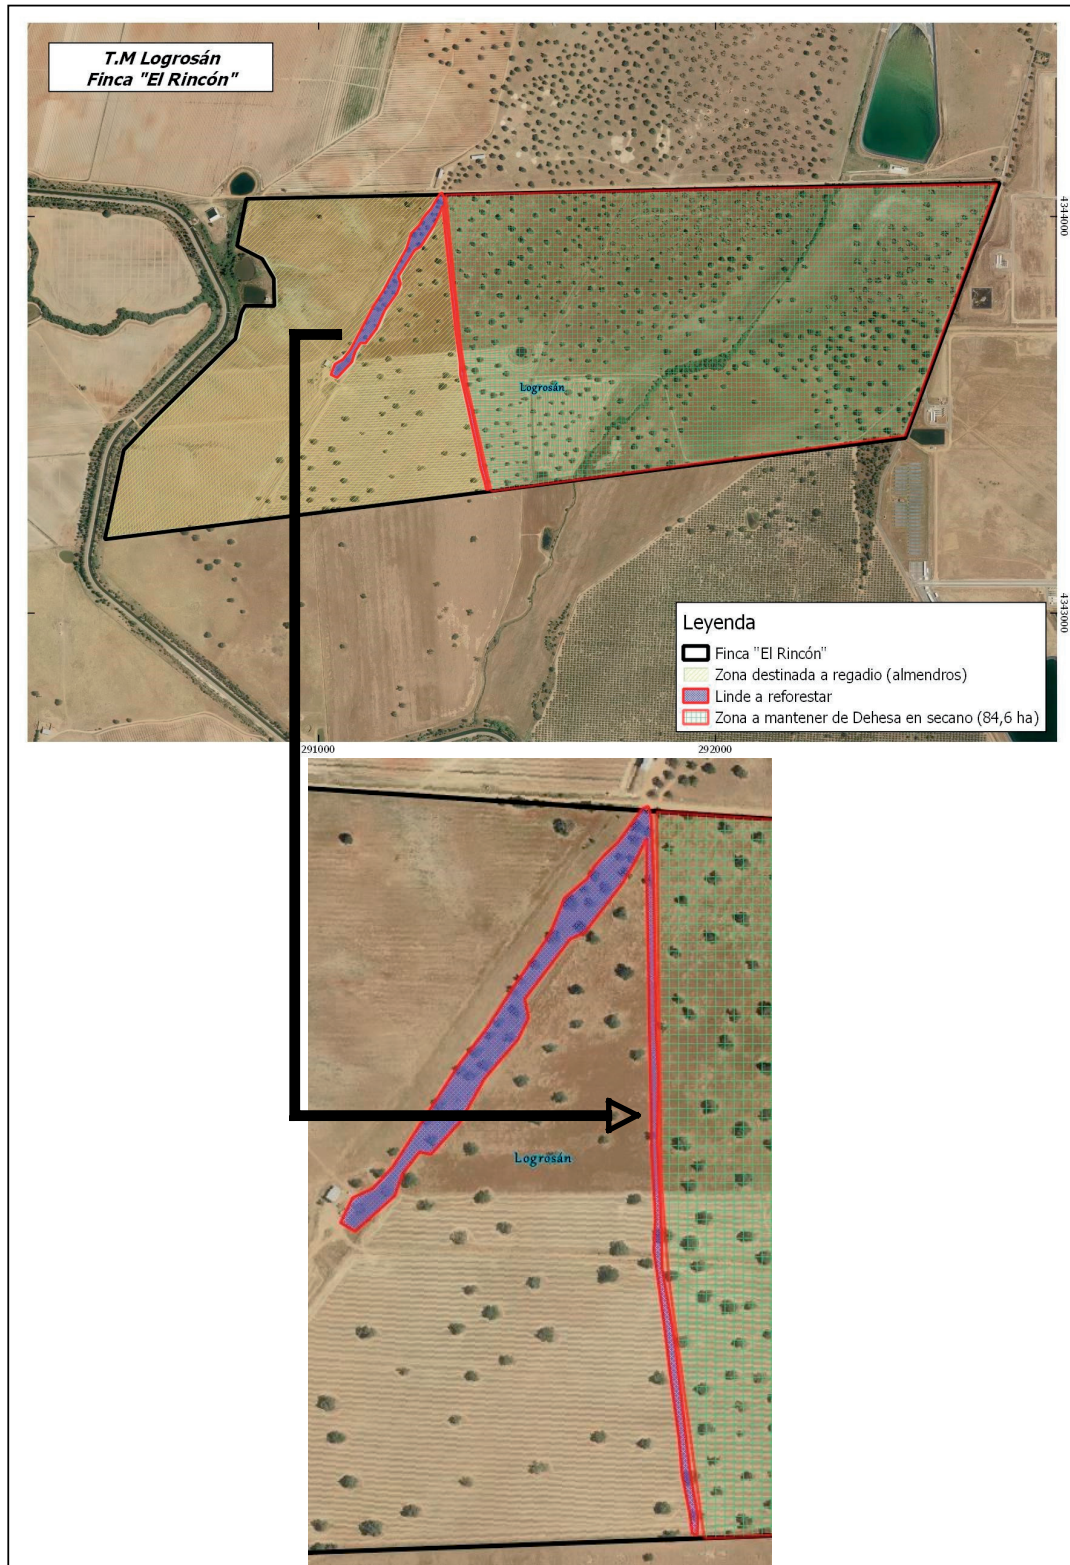 T.M Logrosán
Finca "El Rincón"
4344000
Logrosán
4343000
Leyenda
Finca "El Rincón"
Zona destinada a regadio (almendros)
Linde a reforestar
Zona a mantener de Dehesa en secano (84,6 ha)
291000
292000
Logrosán